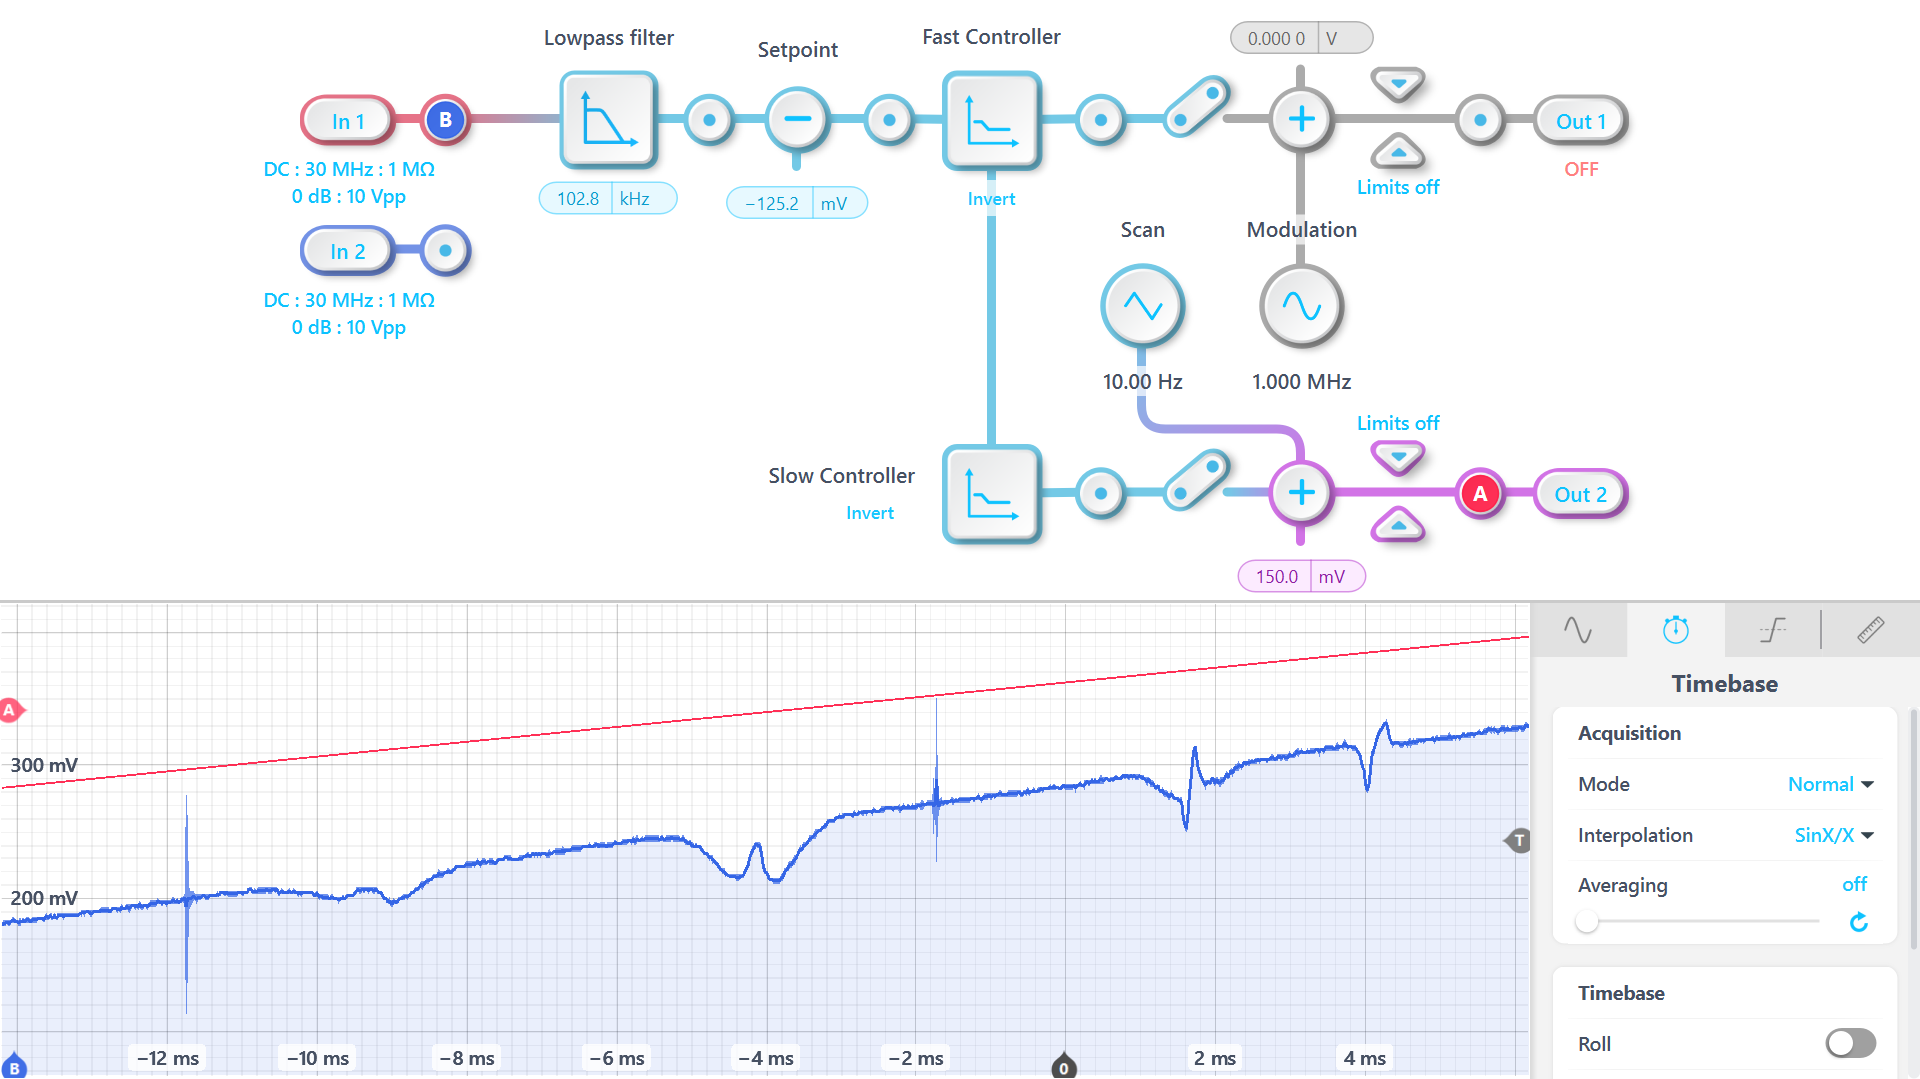 Lowpass filter
Setpoint
Fast Controller
0.000 0 V
In 1
B
Out 1
DC : 30 MHz : 1 MΩ
0 dB : 10 Vpp
102.8 kHz
−125.2 mV
Invert
Limits off
OFF
In 2
DC : 30 MHz : 1 MΩ
0 dB : 10 Vpp
Scan
Modulation
10.00 Hz
1.000 MHz
Limits off
Slow Controller
Invert
A
Out 2
150.0 mV
A
300 mV
200 mV
T
B
−12 ms
−10 ms
−8 ms
−6 ms
−4 ms
−2 ms
0
2 ms
4 ms
Timebase
Acquisition
Mode Normal
Interpolation SinX/X
Averaging off
Timebase
Roll